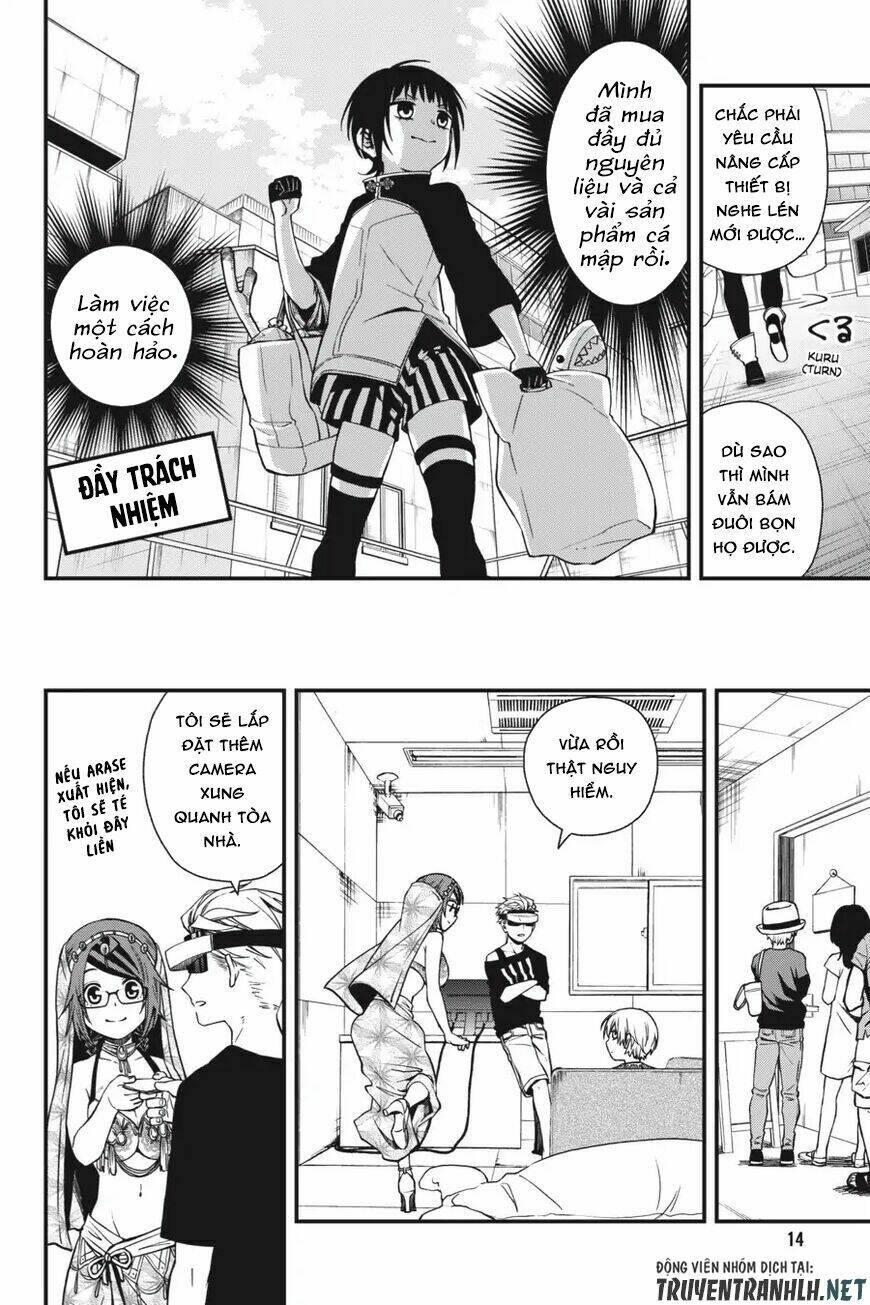 CHẮC PHẢI
YÊU CẦU
NÂNG CẤP
THIẾT BỊ
NGHE LÉN
MỚI ĐƯỢC...
くる
KURU
(TURN)
DÙ SAO
THÌ MÌNH
VẪN BÁM
ĐUÔI BỌN
HỌ ĐƯỢC.
Mình
đã mua
đầy đủ
nguyên
liệu và cả
vài sản
phẩm cá
mập rồi.
Làm việc
một cách
hoàn hảo.
ĐẦY TRÁCH
NHIỆM
VỪA RỒI
THẬT NGUY
HIỂM.
TÔI SẼ LẮP
ĐẶT THÊM
CAMERA
XUNG
QUANH TÒA
NHÀ.
NẾU ARASE
XUẤT HIỆN,
TÔI SẼ TÉ
KHỎI ĐÂY
LIỀN
14
ĐỘNG VIÊN NHÓM DỊCH TẠI:
TRUYENTRANHLH.NET